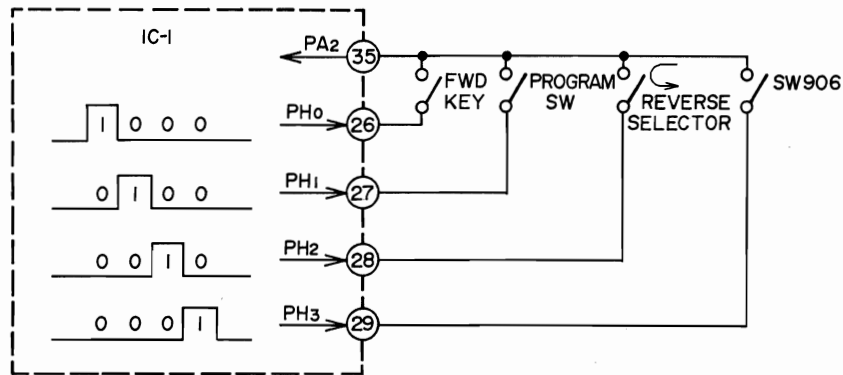 IC-1
PA2
35
FWD
KEY
PROGRAM
SW
REVERSE
SELECTOR
SW906
1 0 0 0
PH0
26
0 1 0 0
PH1
27
0 0 1 0
PH2
28
0 0 0 1
PH3
29